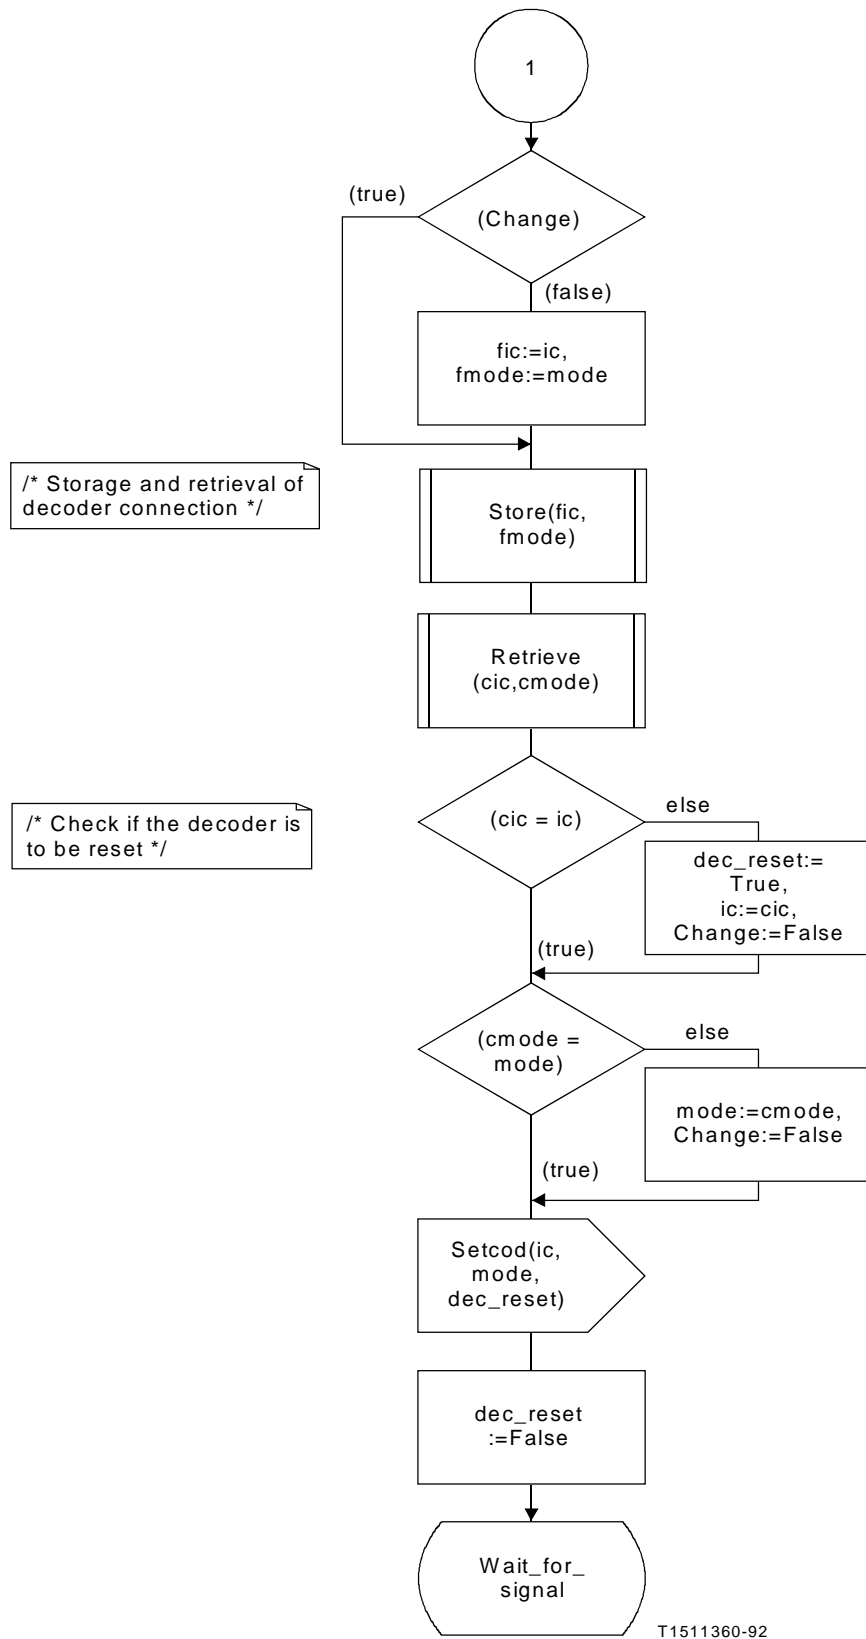 1
(true)
(Change)
(false)
fic:=ic,
fmode:=mode
/* Storage and retrieval of
decoder connection */
Store(fic,
fmode)
Retrieve
(cic,cmode)
/* Check if the decoder is
to be reset */
(cic = ic)
else
dec_reset:=
True,
ic:=cic,
Change:=False
(true)
(cmode =
mode)
else
mode:=cmode,
Change:=False
(true)
Setcod(ic,
mode,
dec_reset)
dec_reset
:=False
Wait_for_
signal
T1511360-92